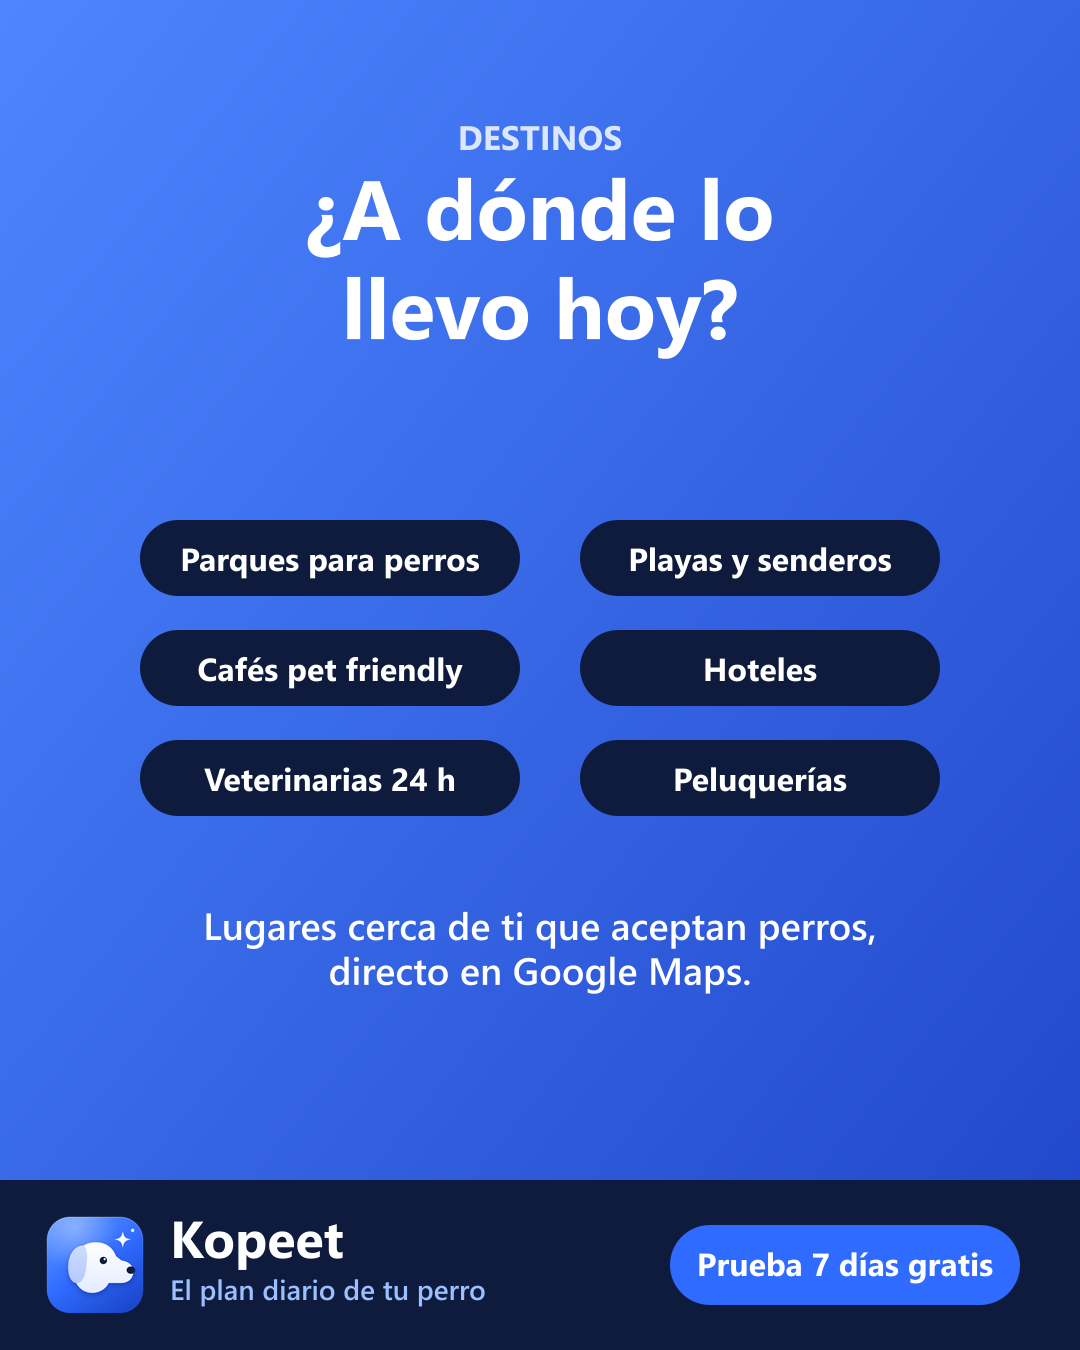 DESTINOS
¿A dónde lo
llevo hoy?
Parques para perros
Playas y senderos
Cafés pet friendly
Hoteles
Veterinarias 24 h
Peluquerías
Lugares cerca de ti que aceptan perros,
directo en Google Maps.
Kopeet
El plan diario de tu perro
Prueba 7 días gratis